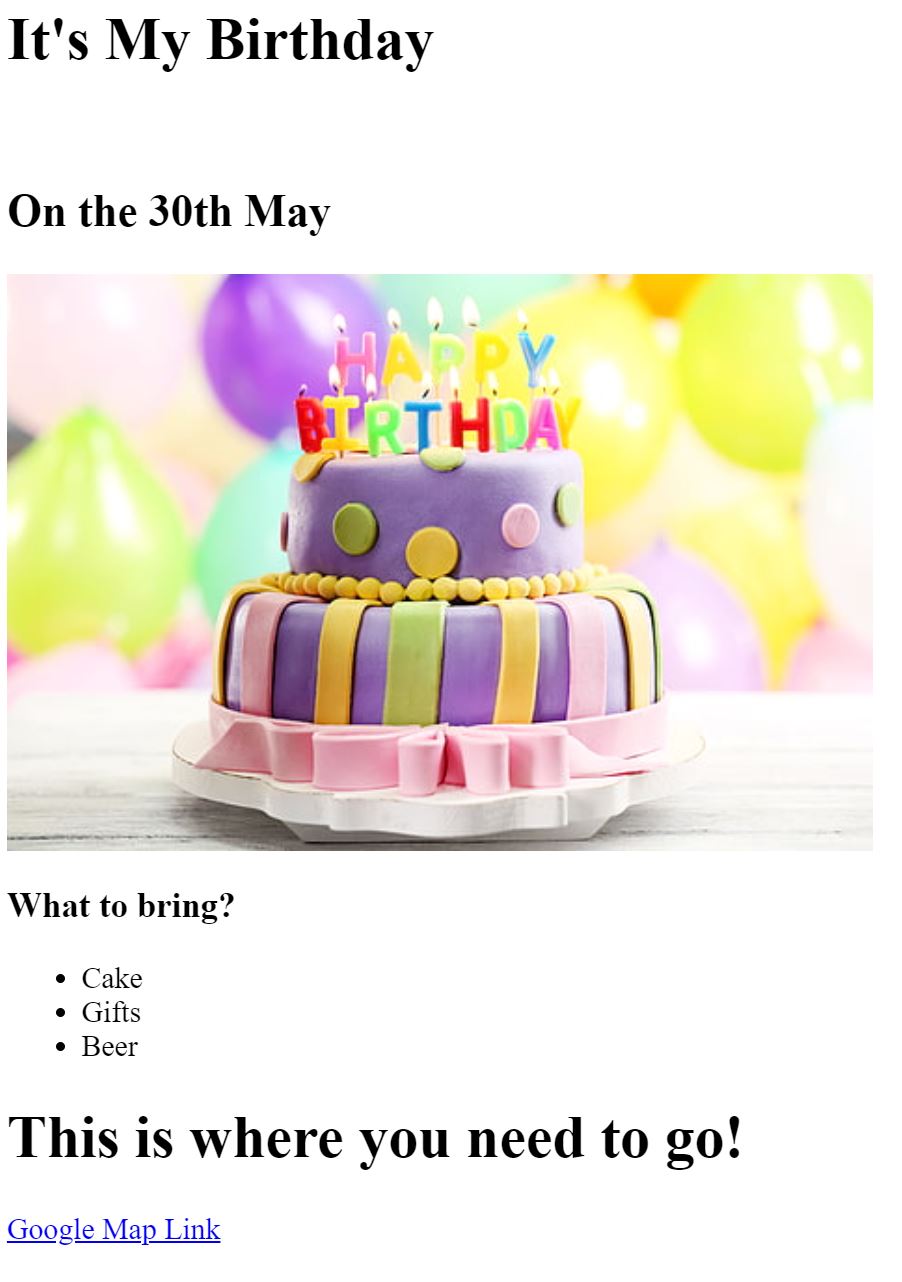 It's My Birthday
On the 30th May
HAPPY
BIRTHDAY
What to bring?
Cake
Gifts
Beer
This is where you need to go!
Google Map Link